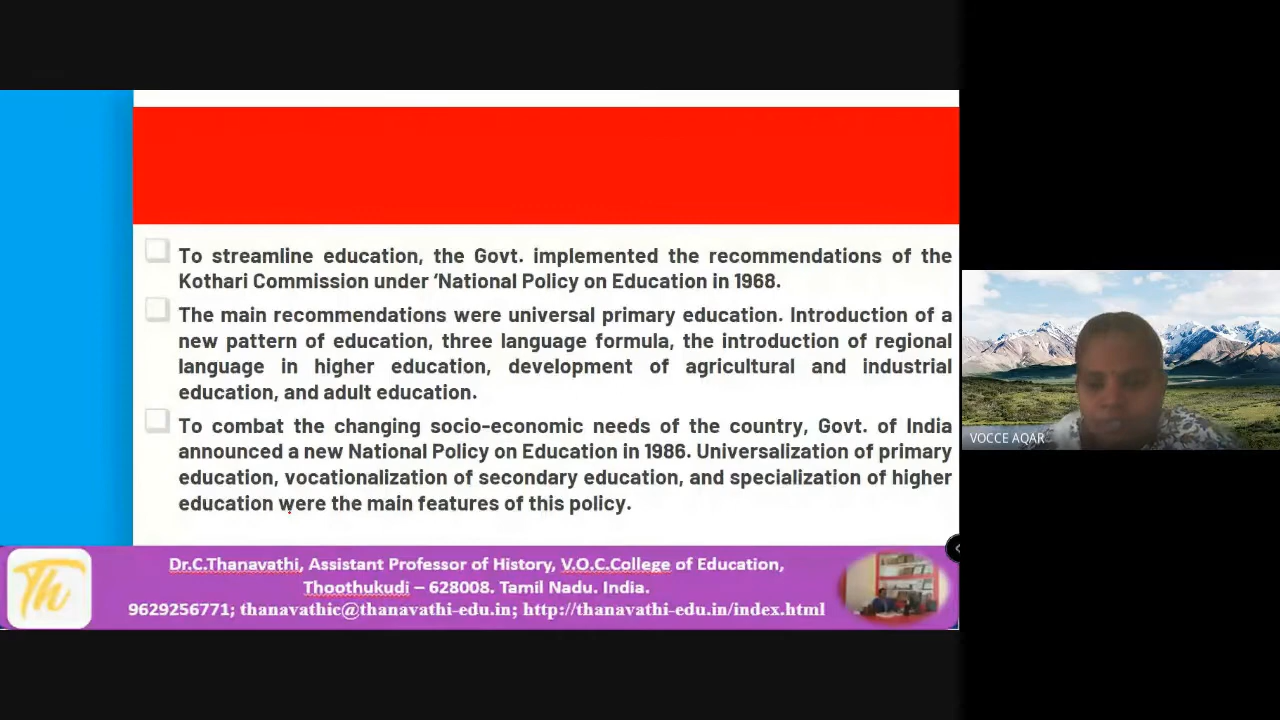 To streamline education, the Govt. implemented the recommendations of the
Kothari Commission under ‘National Policy on Education in 1968.
The main recommendations were universal primary education. Introduction of a
new pattern of education, three language formula, the introduction of regional
language in higher education, development of agricultural and industrial
education, and adult education.
To combat the changing socio-economic needs of the country, Govt. of India
announced a new National Policy on Education in 1986. Universalization of primary
education, vocationalization of secondary education, and specialization of higher
education were the main features of this policy.
VOCCE AQAR
Th
Dr.C.Thanavathi, Assistant Professor of History, V.O.C.College of Education,
Thoothukudi – 628008. Tamil Nadu. India.
9629256771; thanavathic@thanavathi-edu.in; http://thanavathi-edu.in/index.html